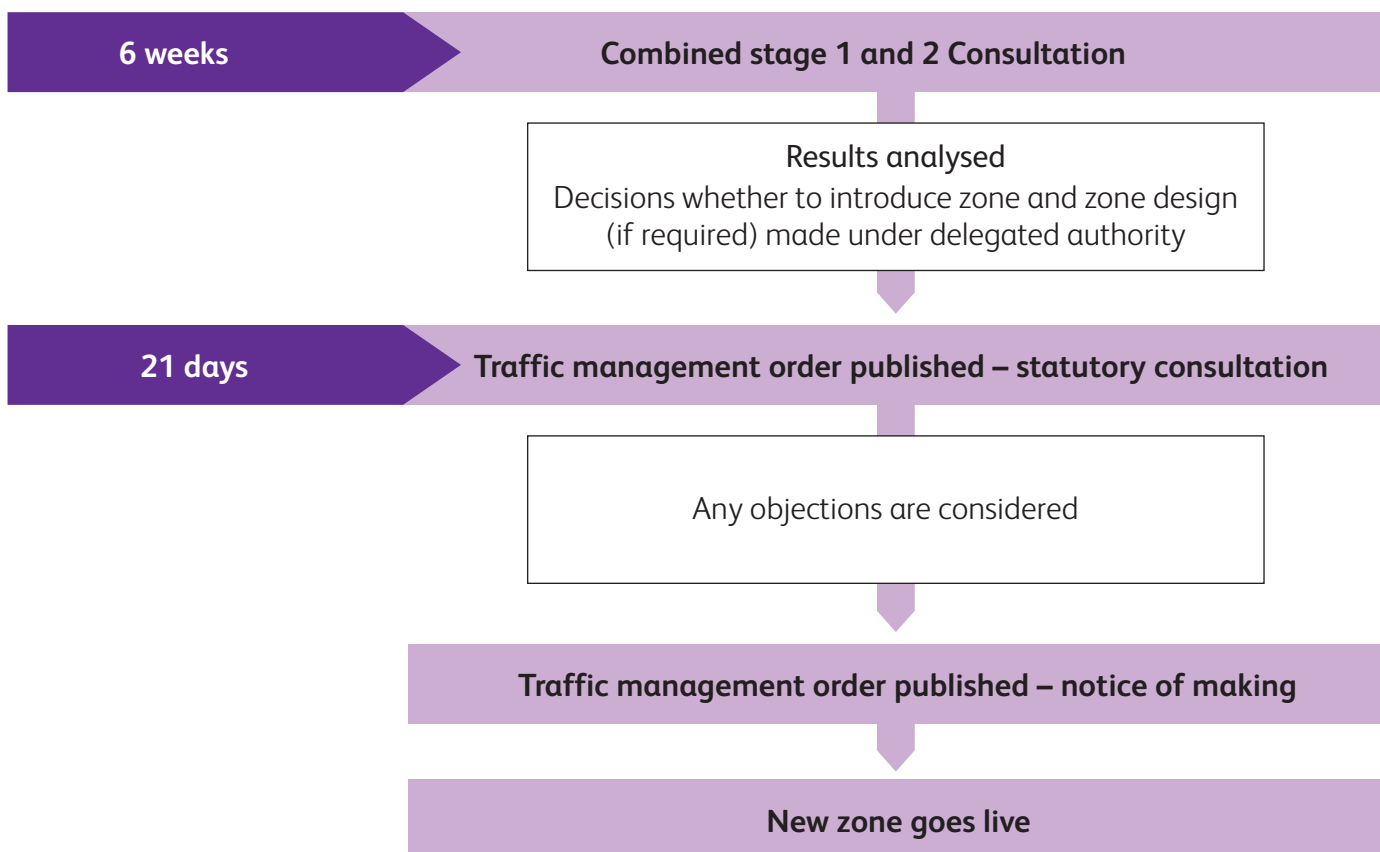 6 weeks
Combined stage 1 and 2 Consultation
Results analysed
Decisions whether to introduce zone and zone design
(if required) made under delegated authority
21 days
Traffic management order published – statutory consultation
Any objections are considered
Traffic management order published – notice of making
New zone goes live